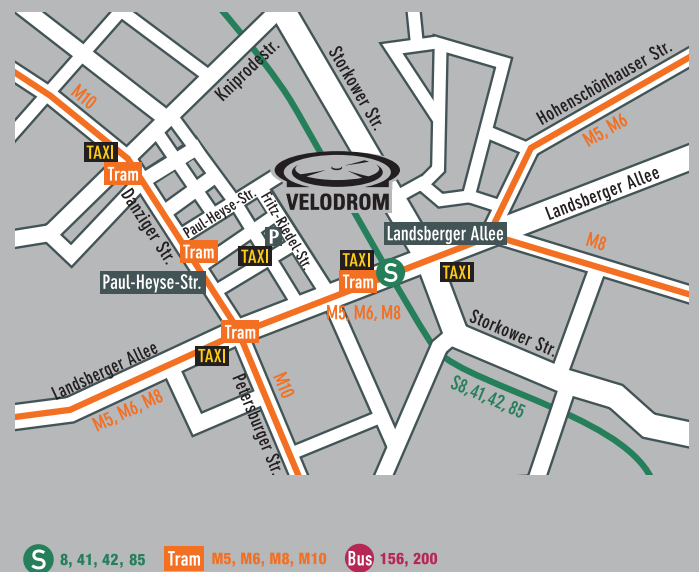 Kniprodestr.
Storkower Str.
Hohenschönhauser Str.
M10
M5, M6
TAXI
Tram
VELODROM
Landsberger Allee
Danziger Str.
Paul-Heyse-Str.
Fritz-Riedel-Str.
P
Landsberger Allee
M8
Tram
TAXI
TAXI
S
TAXI
Paul-Heyse-Str.
Tram
M5, M6, M8
Tram
Storkower Str.
TAXI
Landsberger Allee
M5, M6, M8
M10
Petersburger Str.
S8, 41, 42, 85
S 8, 41, 42, 85 Tram M5, M6, M8, M10 Bus 156, 200